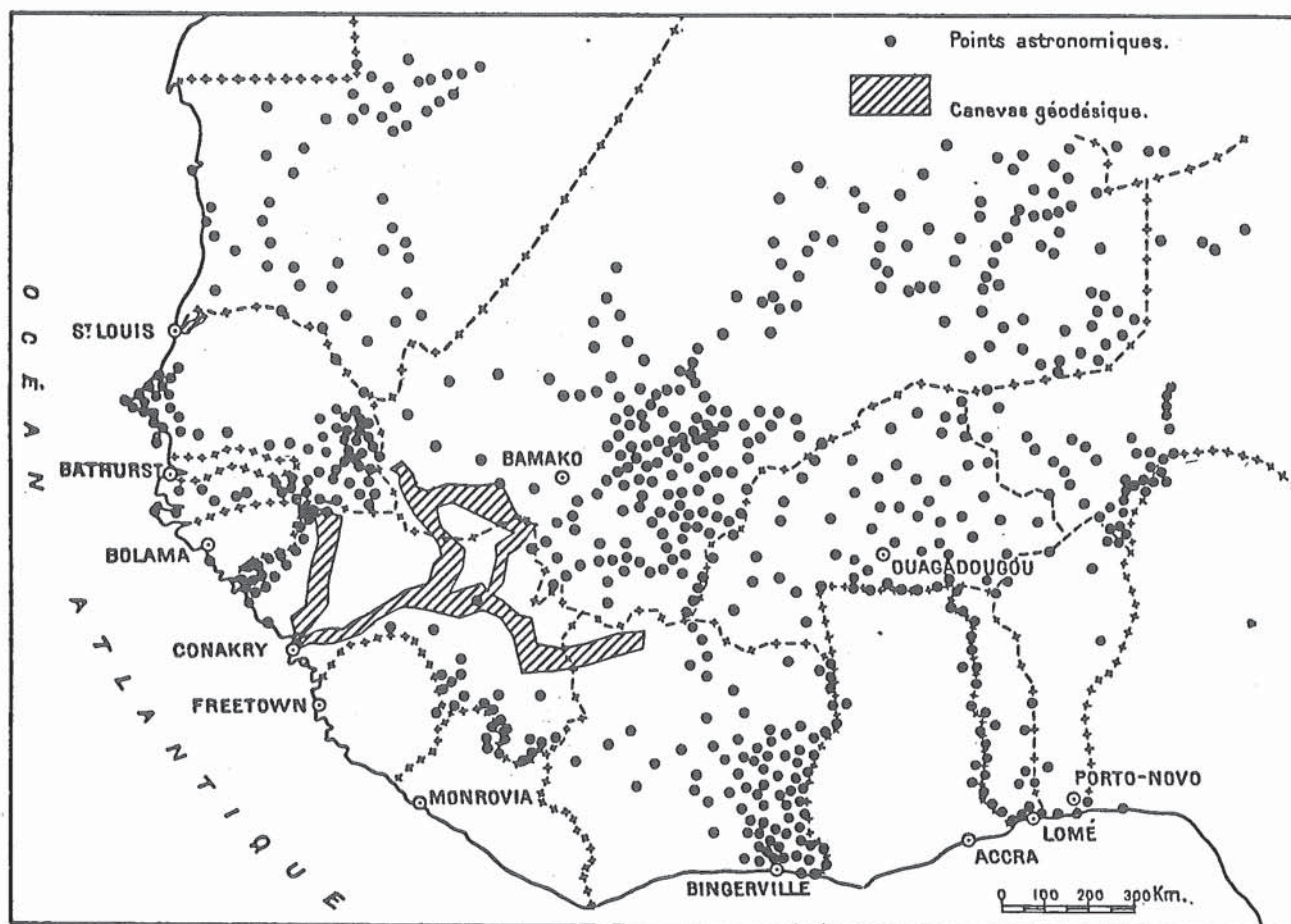 Points astronomiques.
Canevas géodésique.
OCÉAN
ST LOUIS
BATHURST
BAMAKO
BOLAMA
OUAGADOUGOU
ATLANTIQUE
CONAKRY
FREETOWN
MONROVIA
PORTO-NOVO
LOMÉ
ACCRA
BINGERVILLE
0 100 200 300 Km.